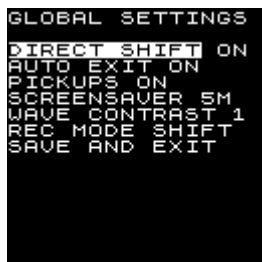 GLOBAL SETTINGS
DIRECT SHIFT ON
AUTO EXIT ON
PICKUPS ON
SCREENSAVER 5M
WAVE CONTRAST 1
REC MODE SHIFT
SAVE AND EXIT